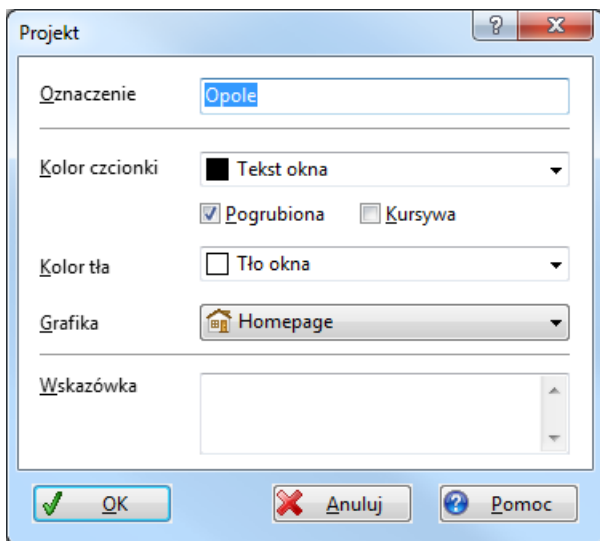 Projekt
Oznaczenie Opole
Kolor czcionki Tekst okna
Pogrubiona Kursywa
Kolor tła Tło okna
Grafika Homepage
Wskazówka
OK Anuluj Pomoc